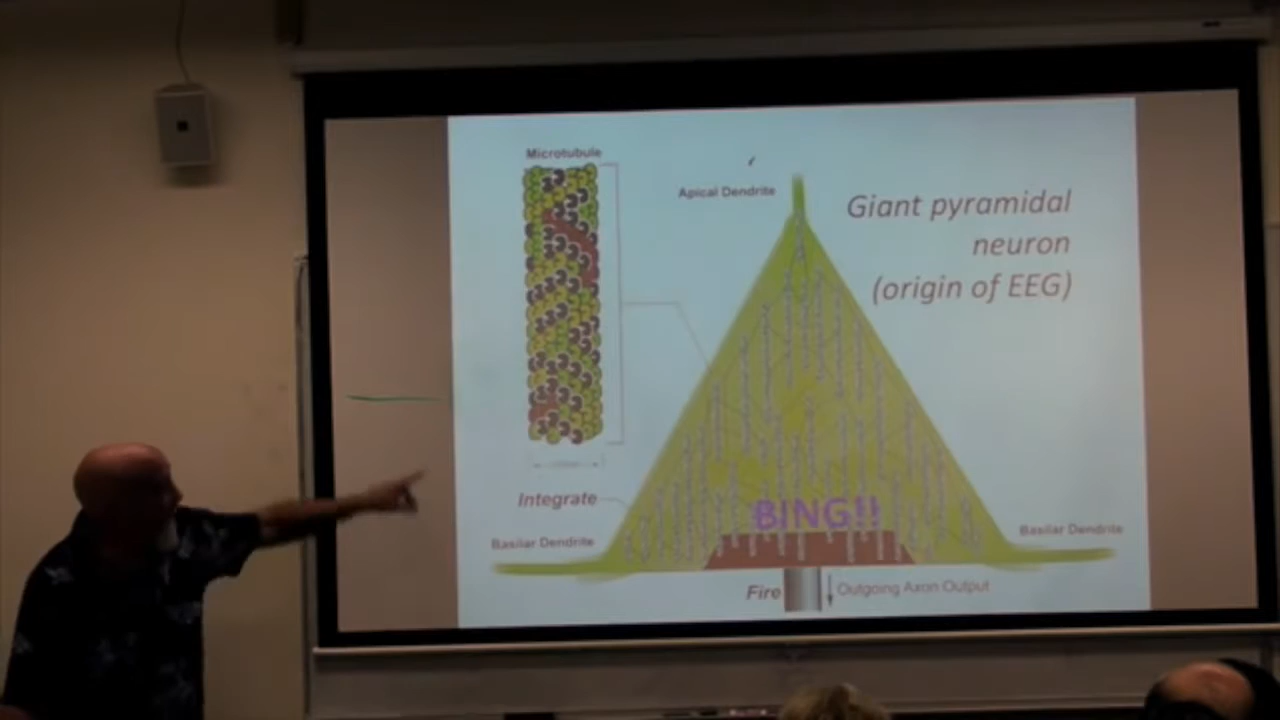 Microtubule
Apical Dendrite
Giant pyramidal
neuron
(origin of EEG)
Integrate
BING!!
Basilar Dendrite
Basilar Dendrite
Fire
Outgoing Axon Output